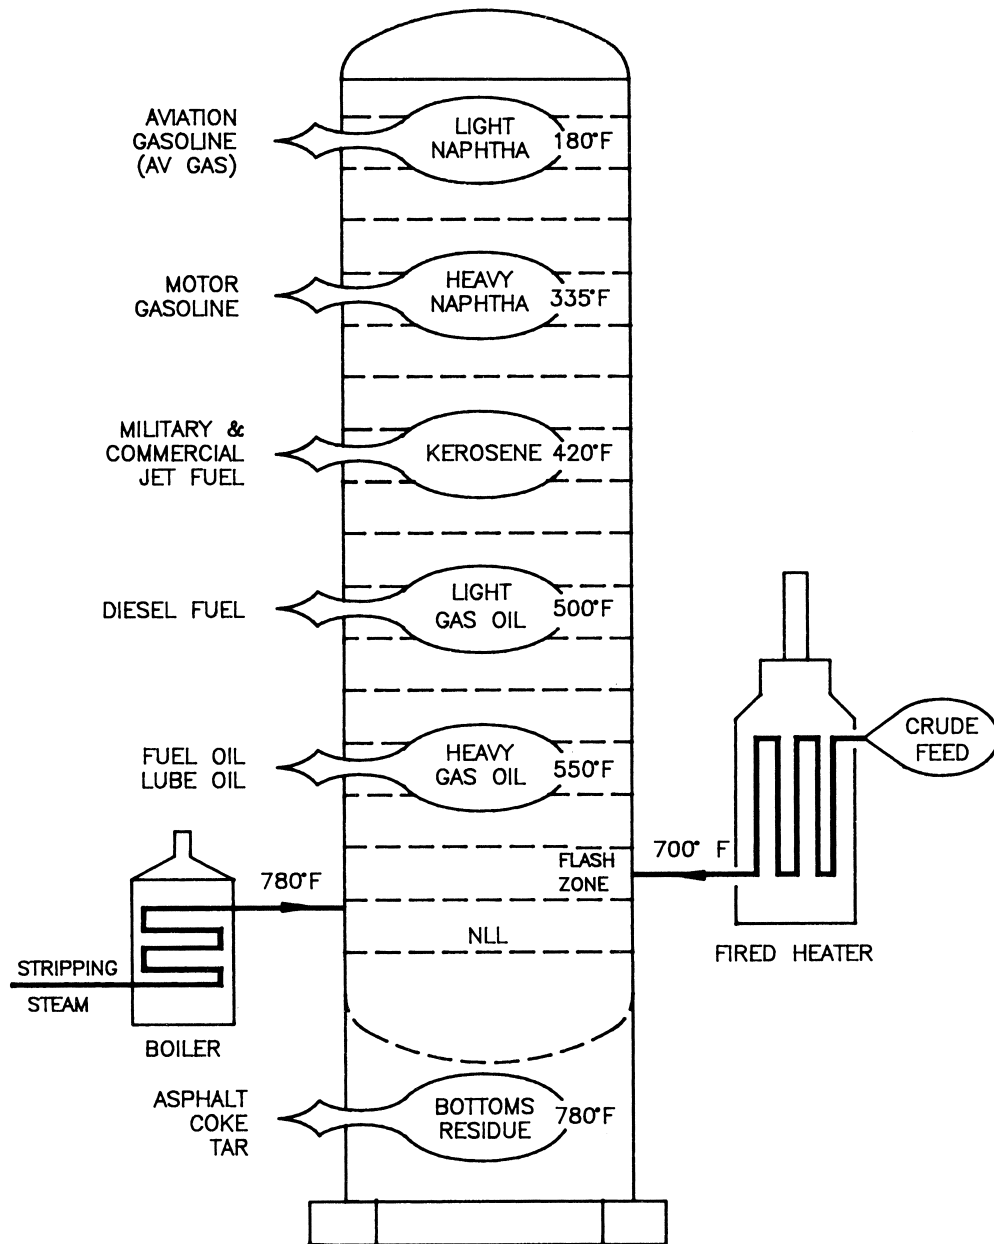 AVIATION
GASOLINE
(AV GAS)
LIGHT
NAPHTHA
180°F
MOTOR
GASOLINE
HEAVY
NAPHTHA
335°F
MILITARY &
COMMERCIAL
JET FUEL
KEROSENE
420°F
DIESEL FUEL
LIGHT
GAS OIL
500°F
FUEL OIL
LUBE OIL
HEAVY
GAS OIL
550°F
CRUDE
FEED
700° F
FLASH
ZONE
780°F
NLL
FIRED HEATER
STRIPPING
STEAM
BOILER
ASPHALT
COKE
TAR
BOTTOMS
RESIDUE
780°F